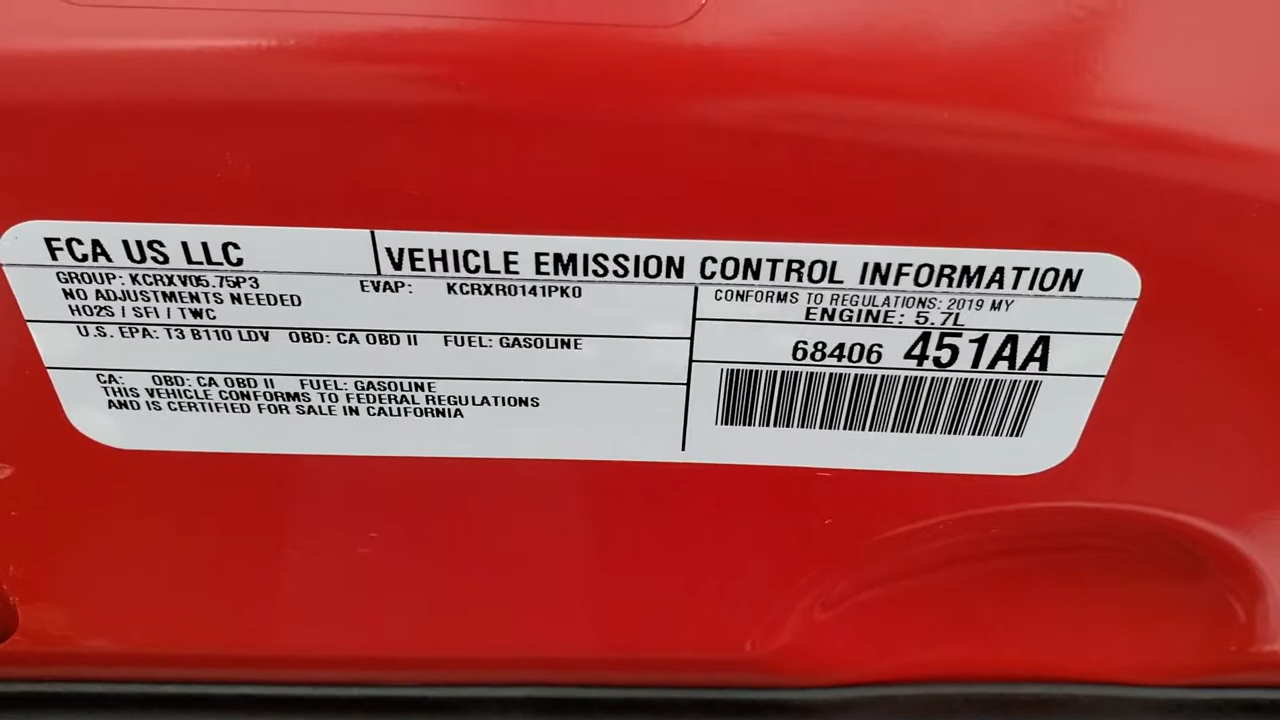 FCA US LLC
VEHICLE EMISSION CONTROL INFORMATION
GROUP: KCRXV05.75P3
EVAP: KCRXR0141PK0
NO ADJUSTMENTS NEEDED
HO2S / SFI / TWC
U.S. EPA: T3 B110 LDV OBD: CA OBD II FUEL: GASOLINE
CA: OBD: CA OBD II FUEL: GASOLINE
THIS VEHICLE CONFORMS TO FEDERAL REGULATIONS
AND IS CERTIFIED FOR SALE IN CALIFORNIA
CONFORMS TO REGULATIONS: 2019 MY
ENGINE: 5.7L
68406 451AA